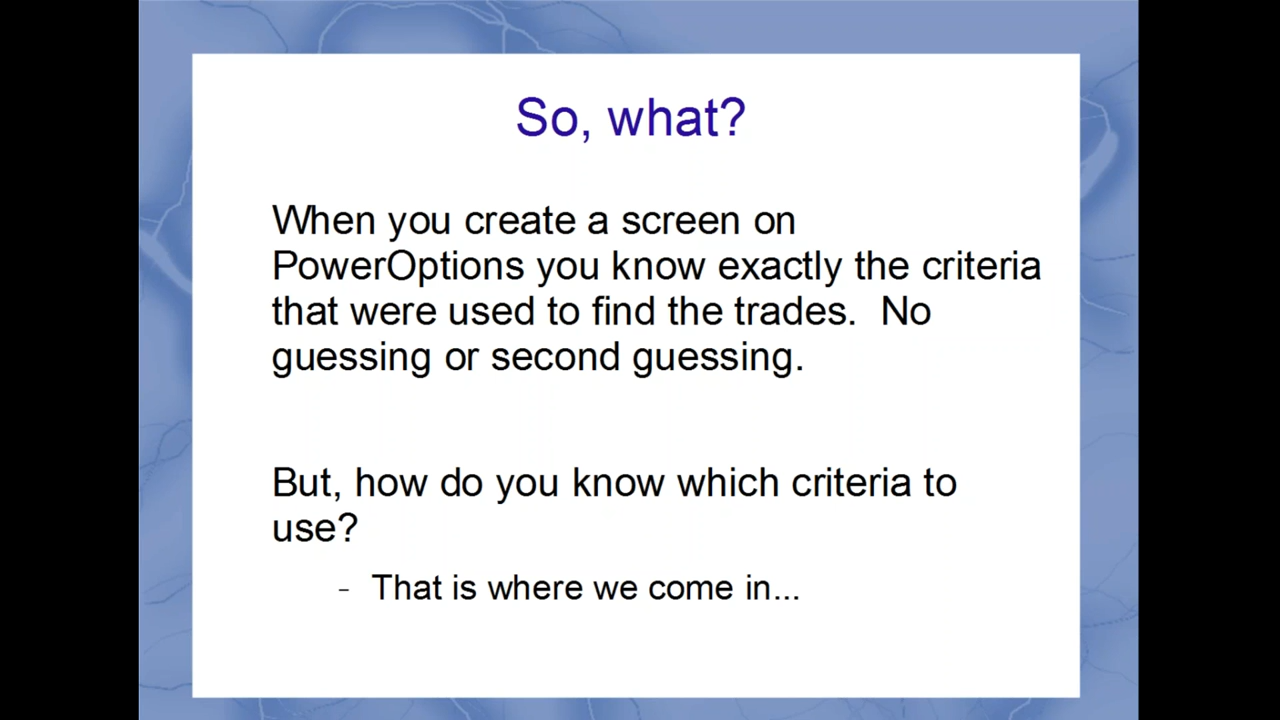 So, what?
When you create a screen on
PowerOptions you know exactly the criteria
that were used to find the trades.  No
guessing or second guessing.
But, how do you know which criteria to
use?
– That is where we come in...